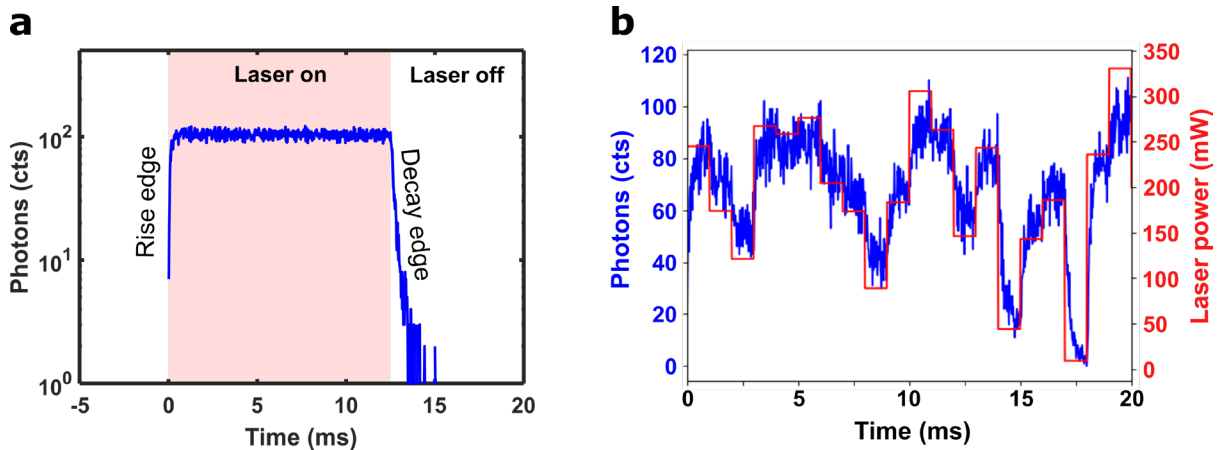 a
Photons (cts)
10²
10¹
10⁰
Laser on
Laser off
Rise edge
Decay edge
-5 0 5 10 15 20
Time (ms)
b
Photons (cts)
120
100
80
60
40
20
0
350
300
250
200
150
100
50
0
Laser power (mW)
0 5 10 15 20
Time (ms)